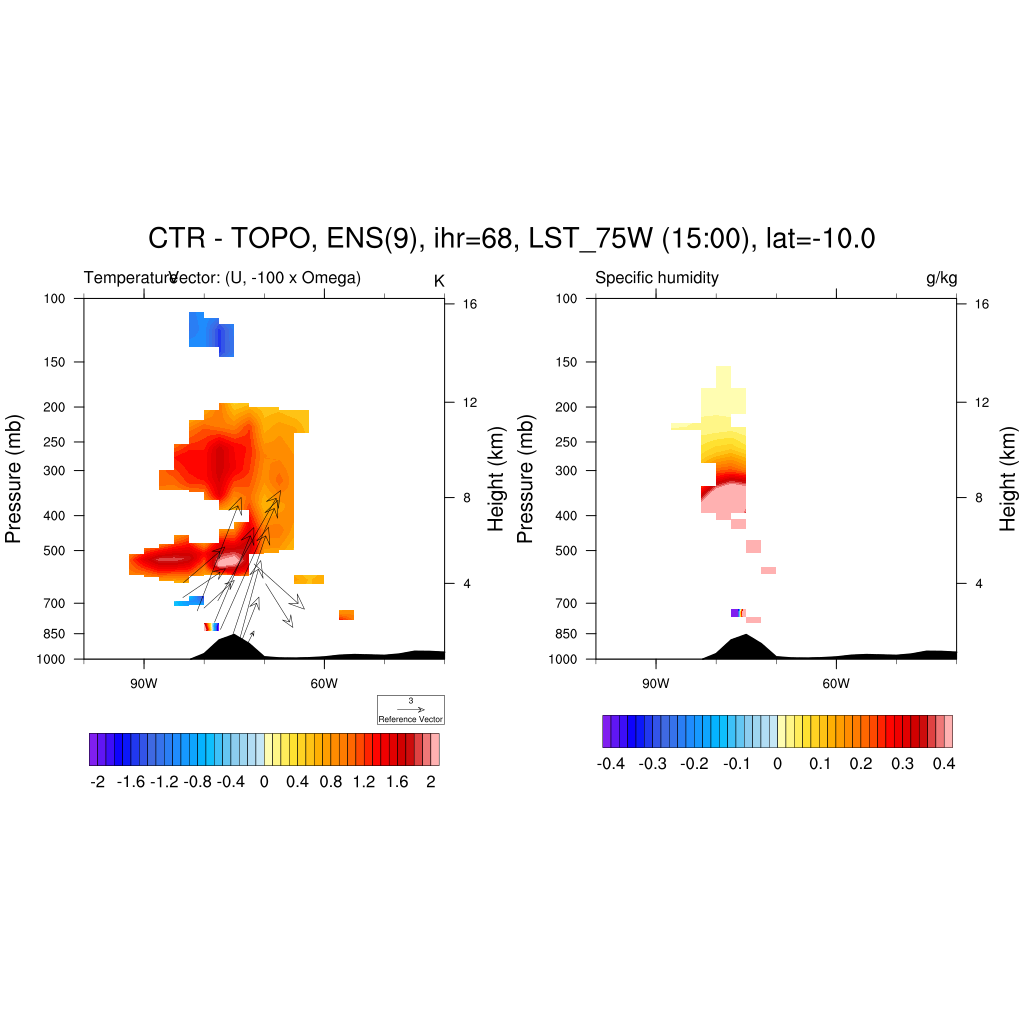 CTR - TOPO, ENS(9), ihr=68, LST_75W (15:00), lat=-10.0
Temperature Vector: (U, -100 x Omega) K
Specific humidity g/kg
100
150
200
250
300
400
500
700
850
1000
Pressure (mb)
16
12
8
4
Height (km)
90W 60W
3
Reference Vector
-2 -1.6 -1.2 -0.8 -0.4 0 0.4 0.8 1.2 1.6 2
100
150
200
250
300
400
500
700
850
1000
Pressure (mb)
16
12
8
4
Height (km)
90W 60W
-0.4 -0.3 -0.2 -0.1 0 0.1 0.2 0.3 0.4